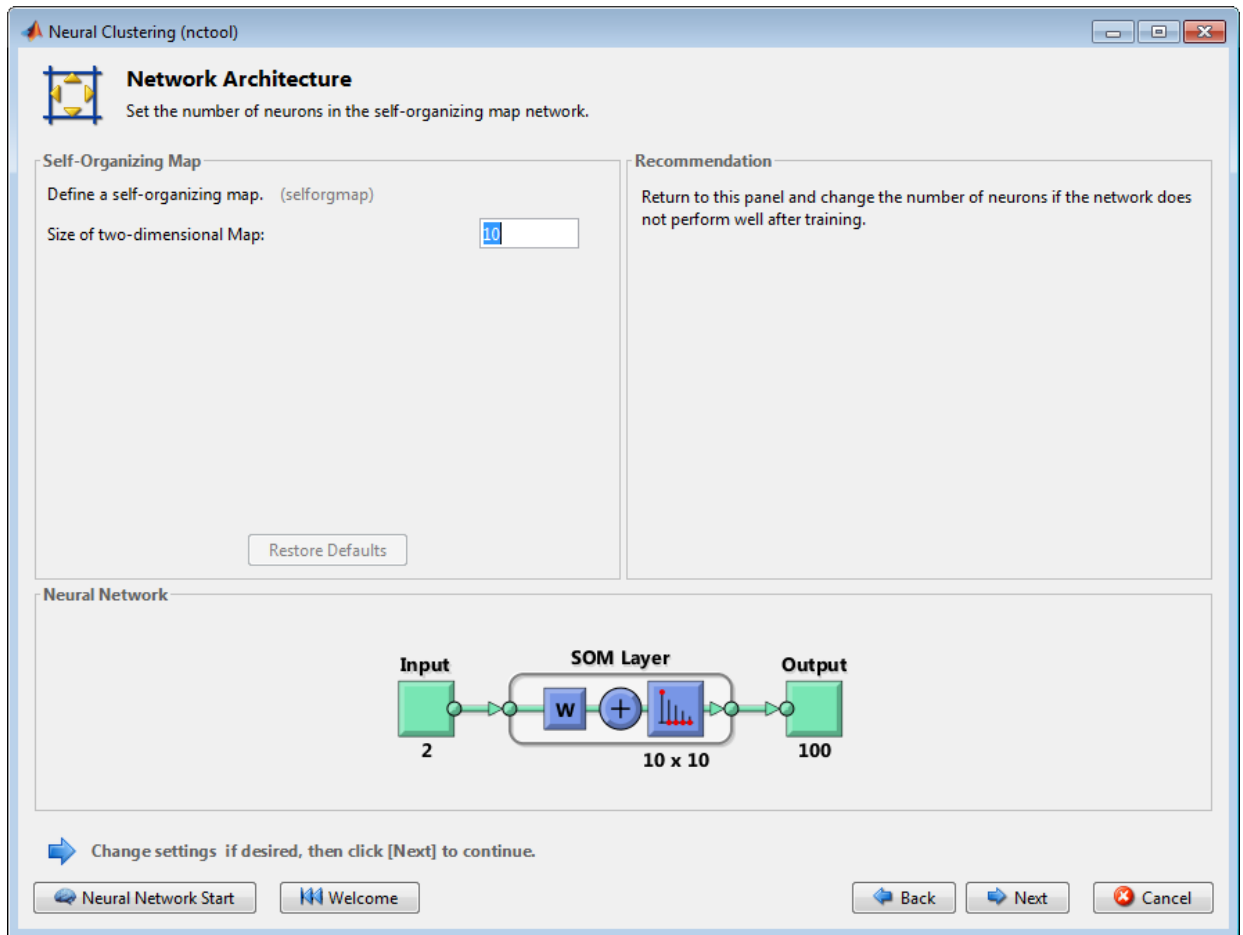 Neural Clustering (nctool)
Network Architecture
Set the number of neurons in the self-organizing map network.
Self-Organizing Map
Define a self-organizing map. (selforgmap)
Size of two-dimensional Map: 10
Restore Defaults
Recommendation
Return to this panel and change the number of neurons if the network does
not perform well after training.
Neural Network
Input
SOM Layer
Output
W
+
2
10 x 10
100
Change settings if desired, then click [Next] to continue.
Neural Network Start
Welcome
Back
Next
Cancel